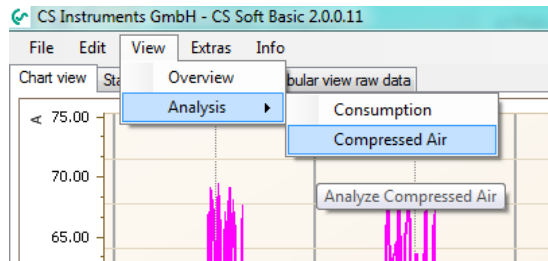 CS Instruments GmbH - CS Soft Basic 2.0.0.11
File Edit View Extras Info
Chart view Sta bular view raw data
Overview
Analysis
Consumption
Compressed Air
Analyze Compressed Air
A
75.00
70.00
65.00